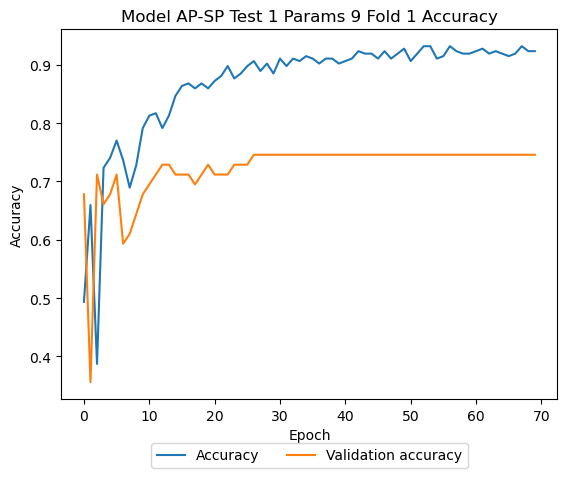 Model AP-SP Test 1 Params 9 Fold 1 Accuracy
0.9
0.8
0.7
0.6
0.5
0.4
Accuracy
0 10 20 30 40 50 60 70
Epoch
Accuracy Validation accuracy